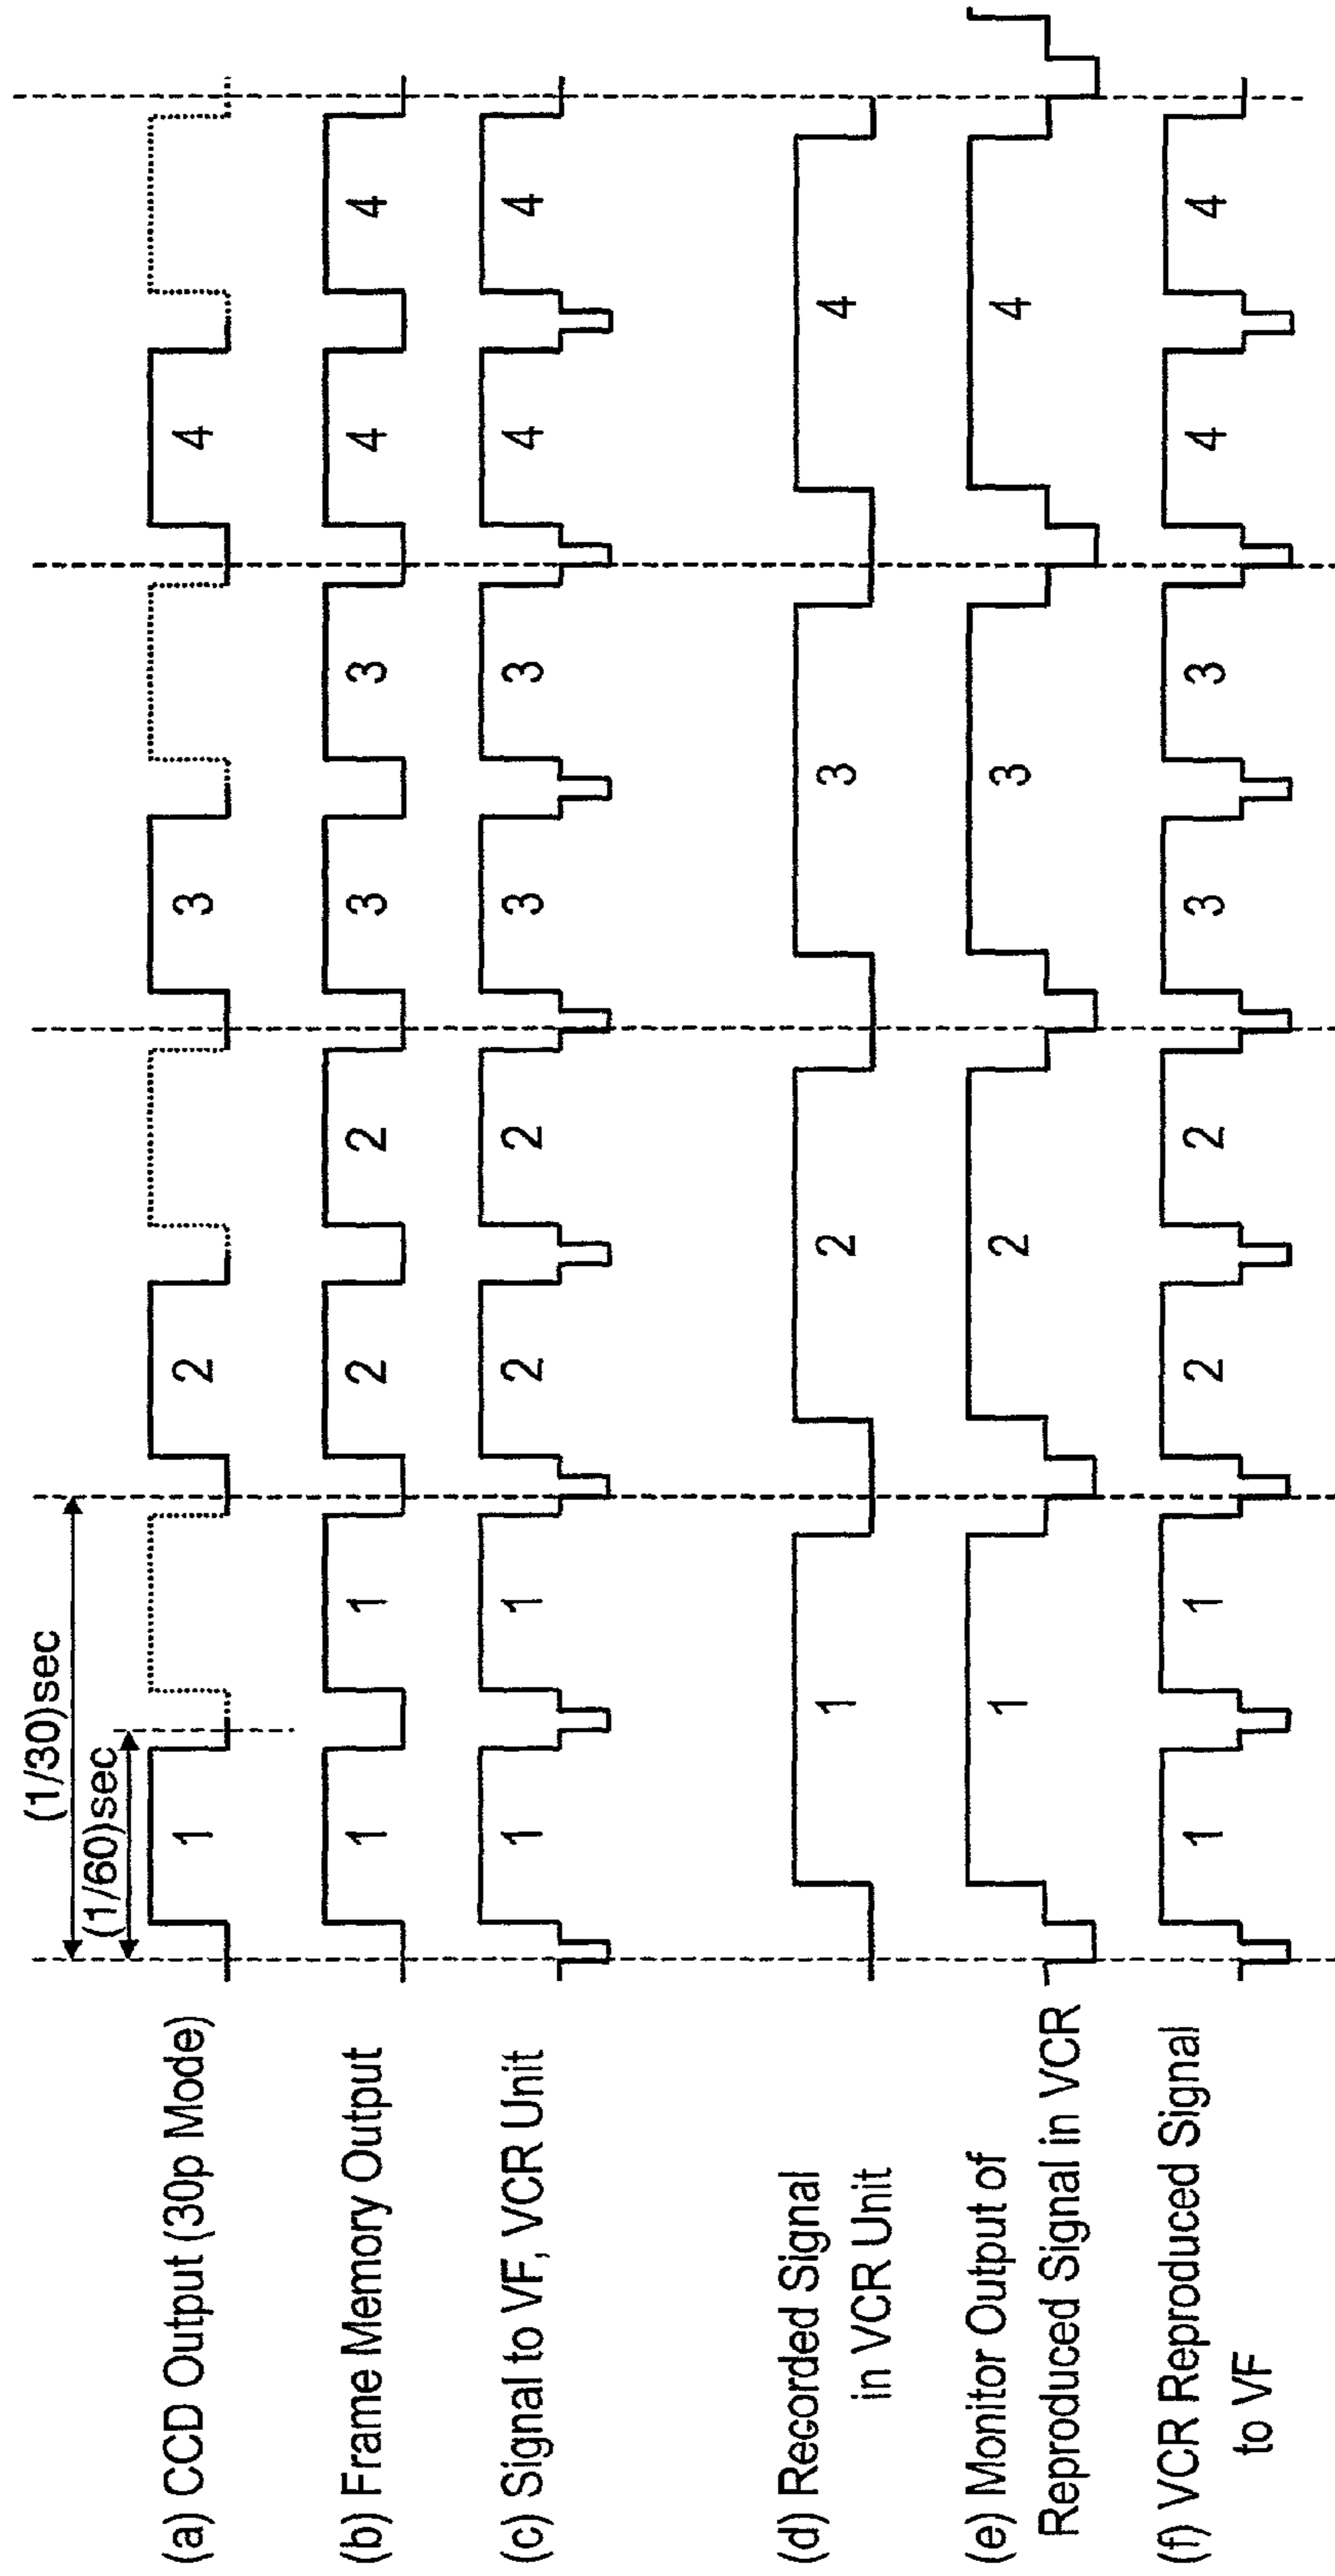 (1/30)sec
(1/60)sec
(a) CCD Output (30p Mode)
1 2 3 4
(b) Frame Memory Output
1 1 2 2 3 3 4 4
(c) Signal to VF, VCR Unit
1 1 2 2 3 3 4 4
(d) Recorded Signal
in VCR Unit
1 2 3 4
(e) Monitor Output of
Reproduced Signal in VCR
1 2 3 4
(f) VCR Reproduced Signal
to VF
1 1 2 2 3 3 4 4